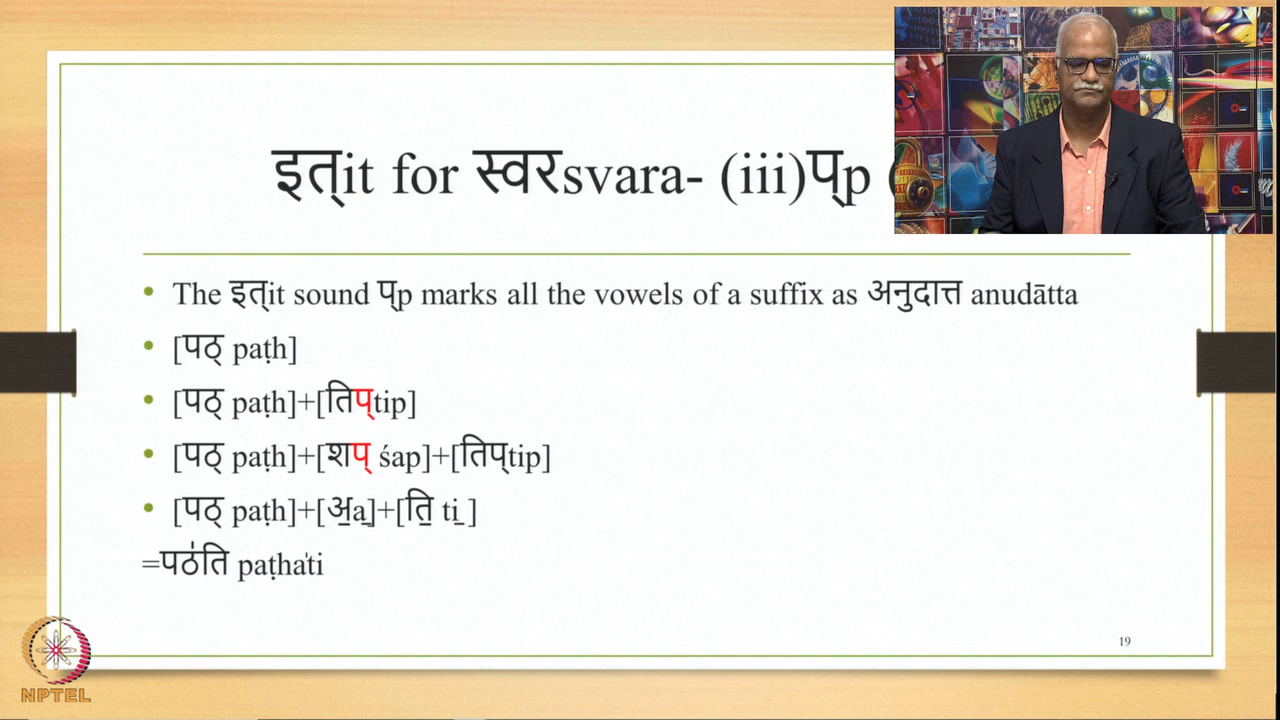 इत्it for स्वरsvara- (iii)प्p (
The इत्it sound प्p marks all the vowels of a suffix as अनुदात्त anudātta
[पठ् paṭh]
[पठ् paṭh]+[तिप्tip]
[पठ् paṭh]+[शप् śap]+[तिप्tip]
[पठ् paṭh]+[अ॒a̱]+[ति॒ ti̱ ]
=पठ॑ति paṭha̍ti
19
NPTEL